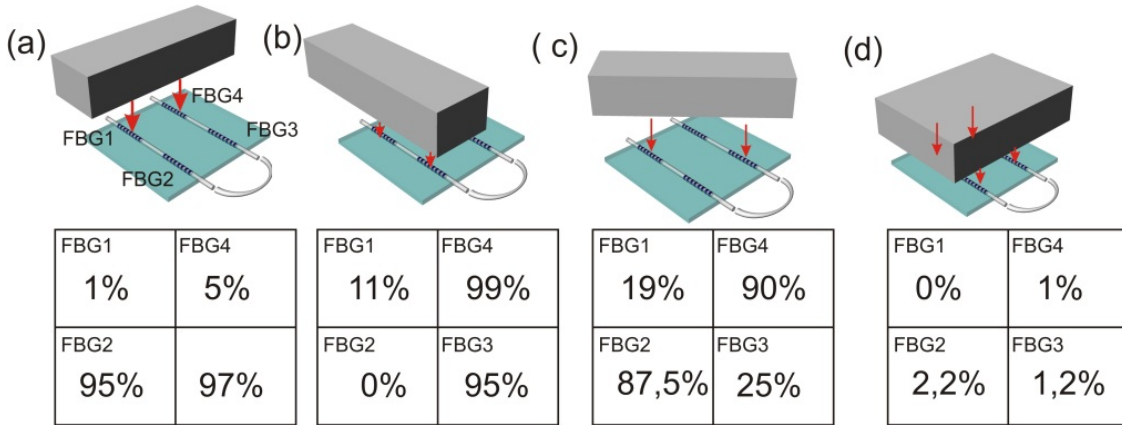 (a)
(b)
( c)
(d)
FBG4
FBG1
FBG3
FBG2
FBG1
1%
FBG4
5%
FBG2
95%
97%
FBG1
11%
FBG4
99%
FBG2
0%
FBG3
95%
FBG1
19%
FBG4
90%
FBG2
87,5%
FBG3
25%
FBG1
0%
FBG4
1%
FBG2
2,2%
FBG3
1,2%